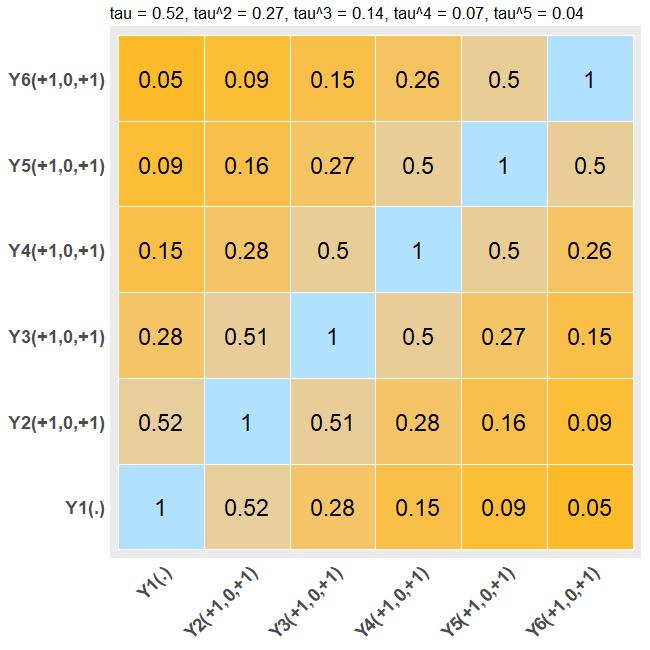 tau = 0.52, tau^2 = 0.27, tau^3 = 0.14, tau^4 = 0.07, tau^5 = 0.04
Y6(+1,0,+1) 0.05 0.09 0.15 0.26 0.5 1
Y5(+1,0,+1) 0.09 0.16 0.27 0.5 1 0.5
Y4(+1,0,+1) 0.15 0.28 0.5 1 0.5 0.26
Y3(+1,0,+1) 0.28 0.51 1 0.5 0.27 0.15
Y2(+1,0,+1) 0.52 1 0.51 0.28 0.16 0.09
Y1(.) 1 0.52 0.28 0.15 0.09 0.05
Y1(.) Y2(+1,0,+1) Y3(+1,0,+1) Y4(+1,0,+1) Y5(+1,0,+1) Y6(+1,0,+1)